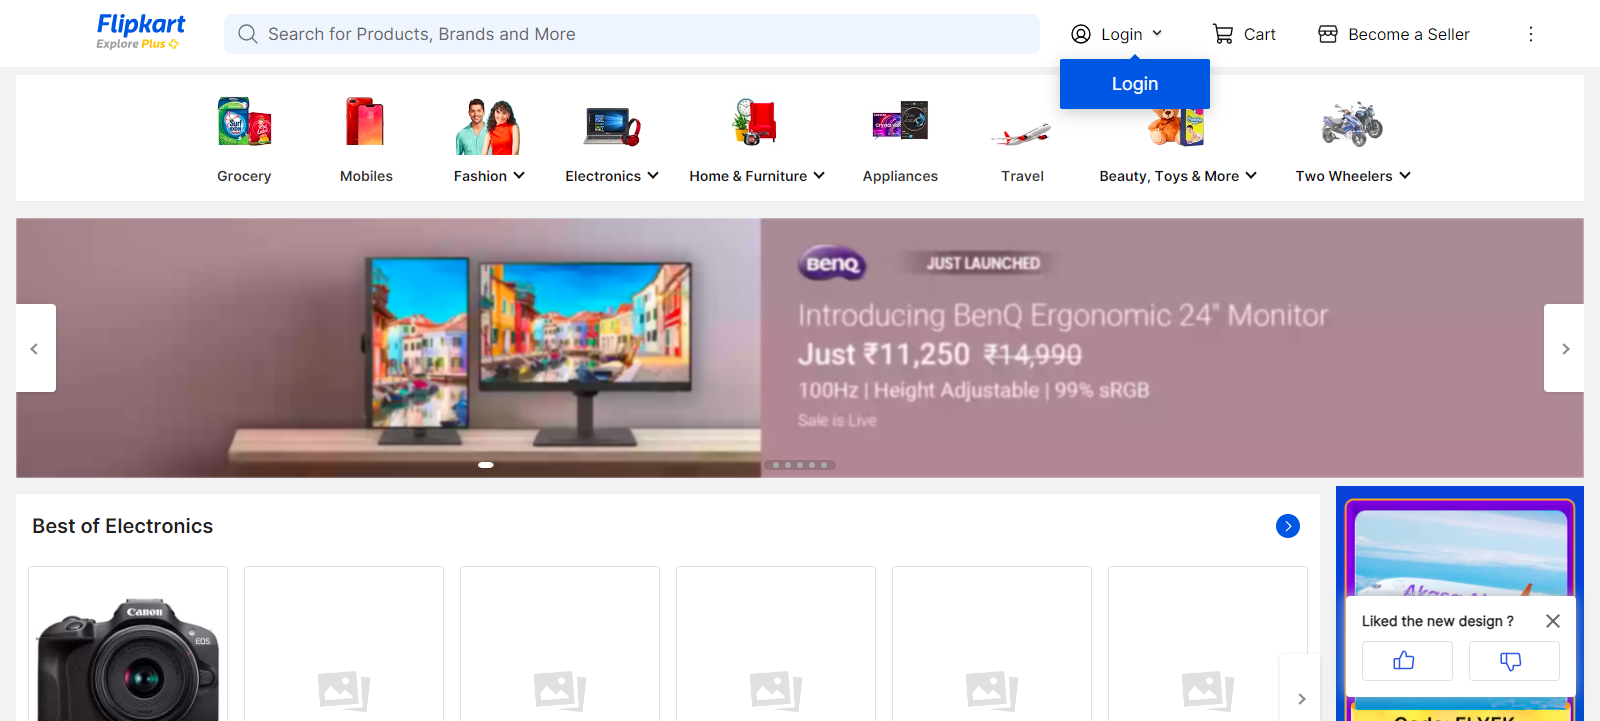 Flipkart
Explore Plus
Search for Products, Brands and More
Login
Cart
Become a Seller
Login
Surf excel
Grocery
Mobiles
Fashion
Electronics
Home & Furniture
Appliances
Travel
Beauty, Toys & More
Two Wheelers
BenQ
JUST LAUNCHED
Introducing BenQ Ergonomic 24" Monitor
Just ₹11,250 ₹14,990
100Hz | Height Adjustable | 99% sRGB
Sale is Live
Best of Electronics
Canon
EOS
Liked the new design ?